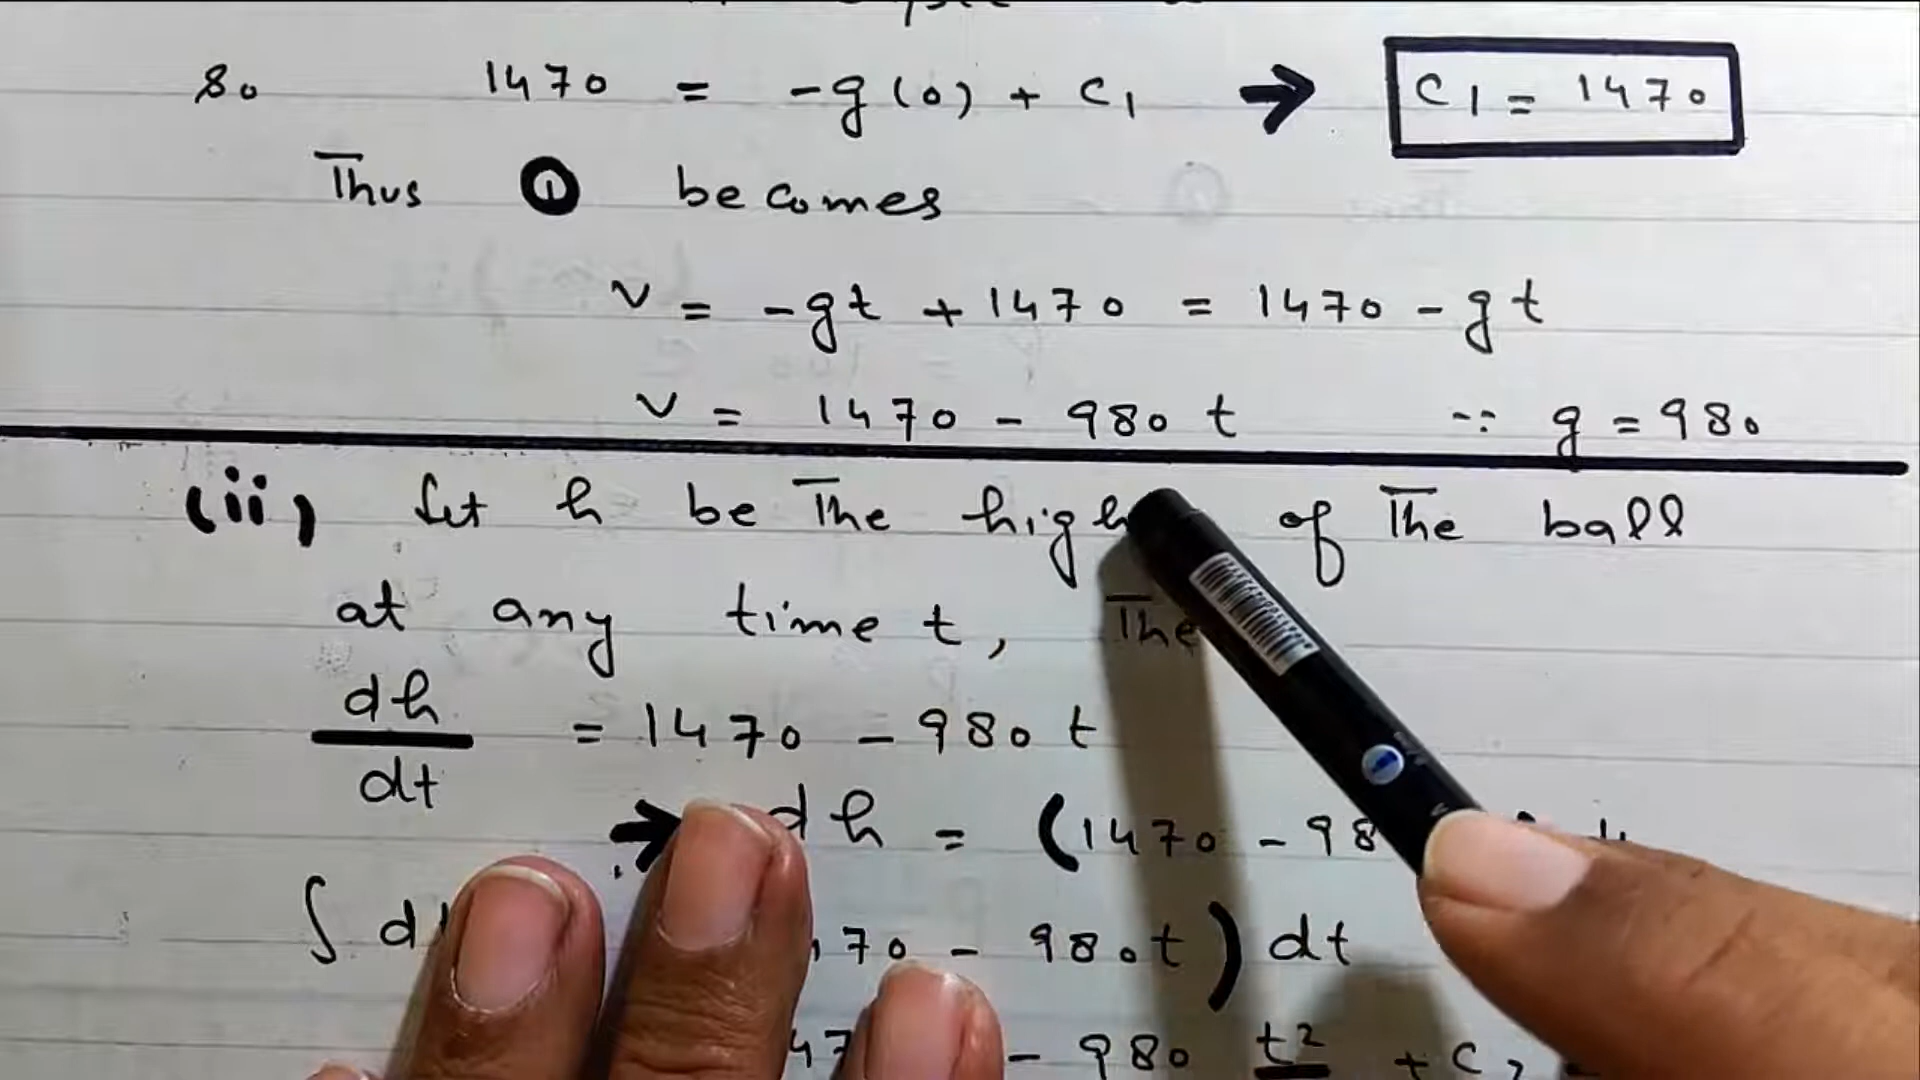 So 1470 = -g(0) + C1 → C1 = 1470
Thus ① becomes
v = -gt + 1470 = 1470 - gt
v = 1470 - 980 t ∵ g = 980
(ii) Let h be The high of The ball
at any time t, The
dh/dt = 1470 - 980 t
→ dh = (1470 - 98
∫ d 70 - 980t) dt
47 - 980 t²